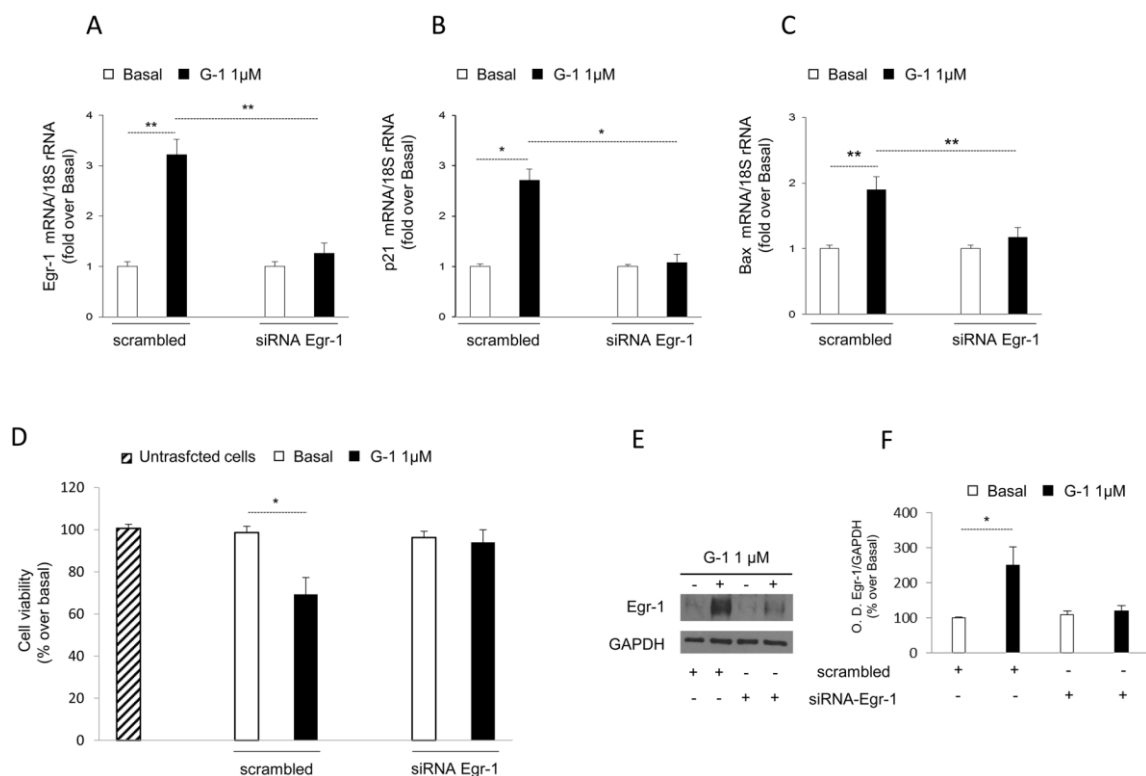 A
Basal G-1 1µM
Egr-1 mRNA/18S rRNA
(fold over Basal)
4
3
2
1
0
**
**
scrambled siRNA Egr-1
B
Basal G-1 1µM
p21 mRNA/18S rRNA
(fold over Basal)
4
3
2
1
0
*
*
scrambled siRNA Egr-1
C
Basal G-1 1µM
Bax mRNA/18S rRNA
(fold over Basal)
3
2
1
0
**
**
scrambled siRNA Egr-1
D
Untrasfcted cells Basal G-1 1µM
Cell viability
(% over basal)
120
100
80
60
40
20
0
*
scrambled siRNA Egr-1
E
G-1 1 µM
- + - +
Egr-1
GAPDH
+ + - -
- - + +
F
Basal G-1 1µM
O. D. Egr-1/GAPDH
(% over Basal)
400
300
200
100
0
*
scrambled + + - -
siRNA-Egr-1 - - + +